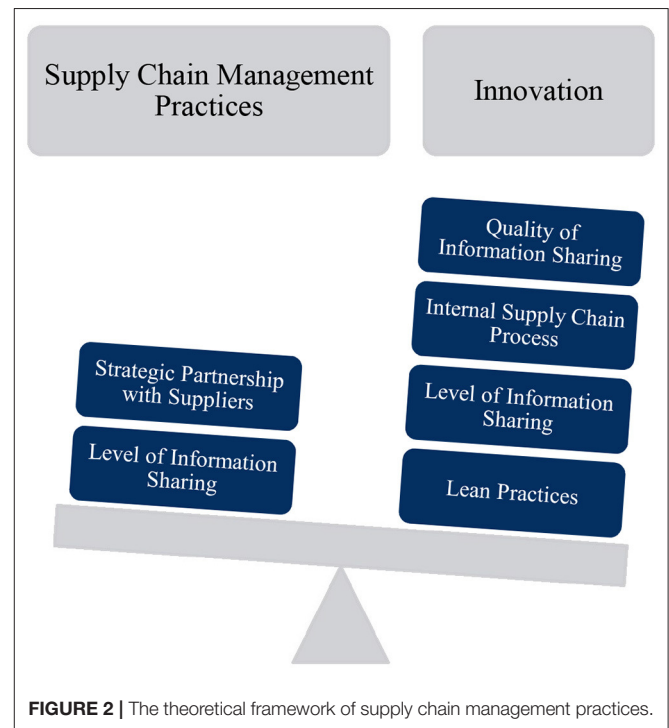 Supply Chain Management
Practices
Innovation
Quality of
Information Sharing
Internal Supply Chain
Process
Strategic Partnership
with Suppliers
Level of Information
Sharing
Level of Information
Sharing
Lean Practices
FIGURE 2 | The theoretical framework of supply chain management practices.